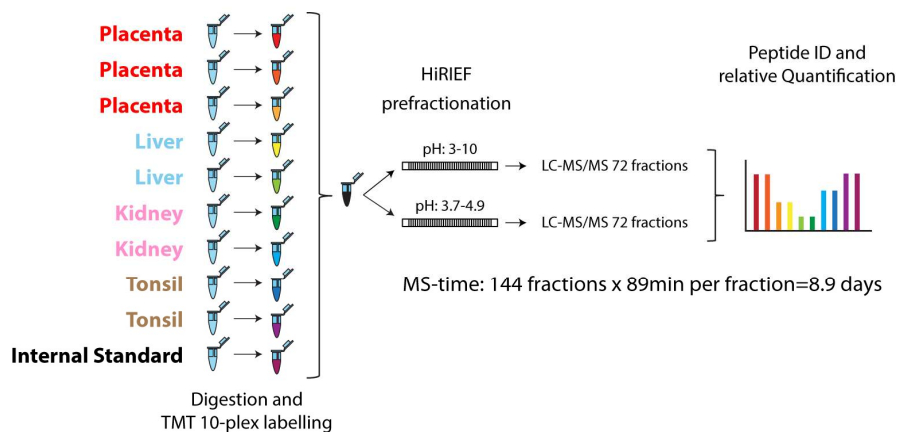 Placenta
Placenta
Placenta
Liver
Liver
Kidney
Kidney
Tonsil
Tonsil
Internal Standard
Digestion and
TMT 10-plex labelling
HiRIEF
prefractionation
pH: 3-10
LC-MS/MS 72 fractions
pH: 3.7-4.9
LC-MS/MS 72 fractions
Peptide ID and
relative Quantification
MS-time: 144 fractions x 89min per fraction=8.9 days